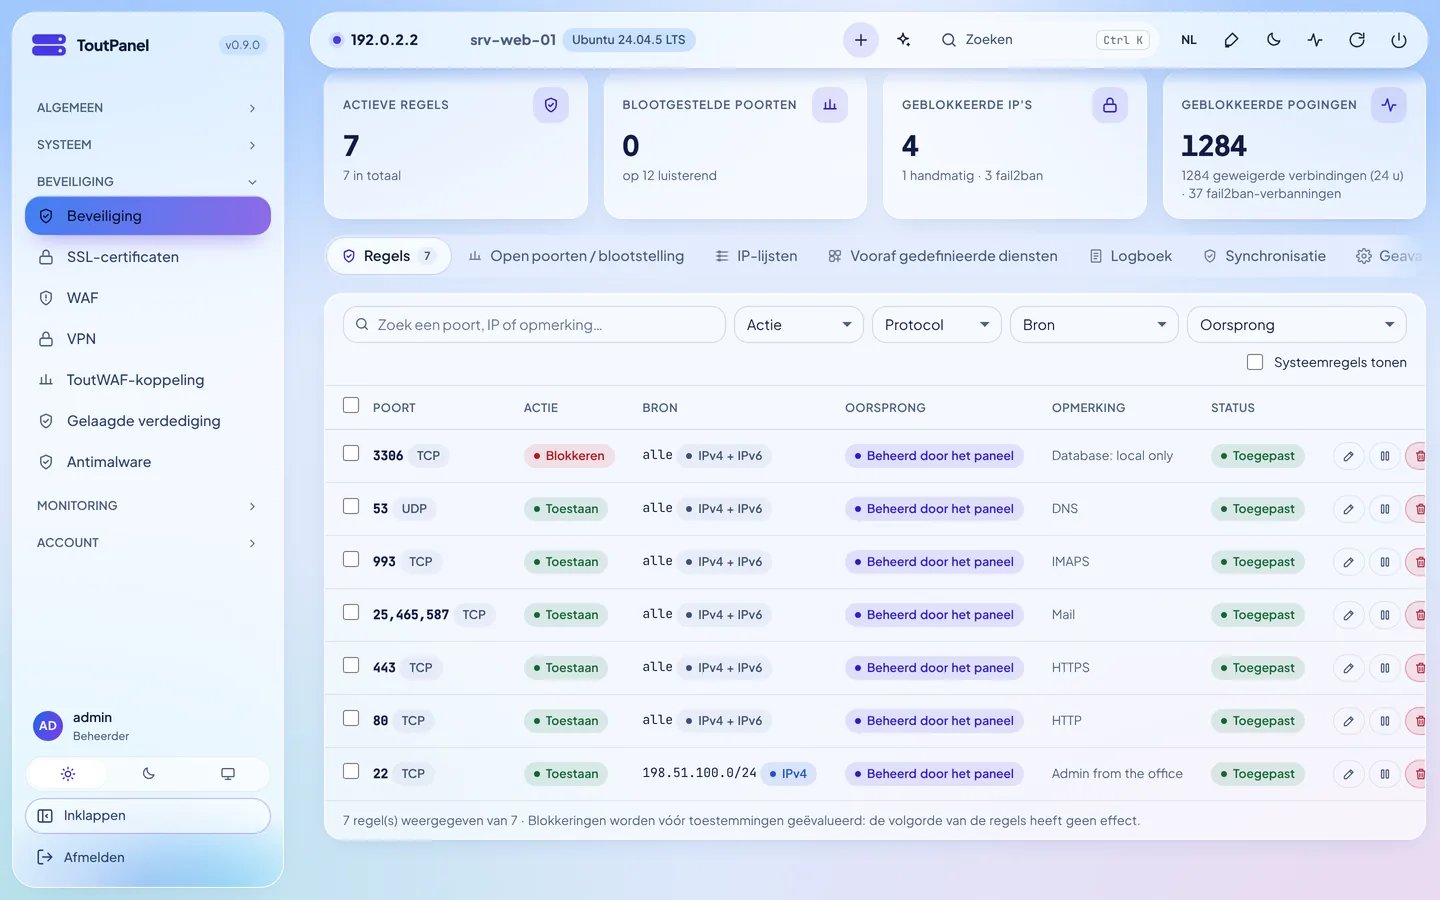 ToutPanel
v0.9.0
ALGEMEEN
SYSTEEM
BEVEILIGING
Beveiliging
SSL-certificaten
WAF
VPN
ToutWAF-koppeling
Gelaagde verdediging
Antimalware
MONITORING
ACCOUNT
AD
admin
Beheerder
Inklappen
Afmelden
192.0.2.2
srv-web-01
Ubuntu 24.04.5 LTS
Zoeken
Ctrl K
NL
ACTIEVE REGELS
7
7 in totaal
BLOOTGESTELDE POORTEN
0
op 12 luisterend
GEBLOKKEERDE IP'S
4
1 handmatig · 3 fail2ban
GEBLOKKEERDE POGINGEN
1284
1284 geweigerde verbindingen (24 u)
· 37 fail2ban-verbanningen
Regels 7
Open poorten / blootstelling
IP-lijsten
Vooraf gedefinieerde diensten
Logboek
Synchronisatie
Geava
Zoek een poort, IP of opmerking...
Actie
Protocol
Bron
Oorsprong
Systeemregels tonen
POORT ACTIE BRON OORSPRONG OPMERKING STATUS
3306 TCP Blokkeren alle IPv4 + IPv6 Beheerd door het paneel Database: local only Toegepast
53 UDP Toestaan alle IPv4 + IPv6 Beheerd door het paneel DNS Toegepast
993 TCP Toestaan alle IPv4 + IPv6 Beheerd door het paneel IMAPS Toegepast
25,465,587 TCP Toestaan alle IPv4 + IPv6 Beheerd door het paneel Mail Toegepast
443 TCP Toestaan alle IPv4 + IPv6 Beheerd door het paneel HTTPS Toegepast
80 TCP Toestaan alle IPv4 + IPv6 Beheerd door het paneel HTTP Toegepast
22 TCP Toestaan 198.51.100.0/24 IPv4 Beheerd door het paneel Admin from the office Toegepast
7 regel(s) weergegeven van 7 · Blokkeringen worden vóór toestemmingen geëvalueerd: de volgorde van de regels heeft geen effect.